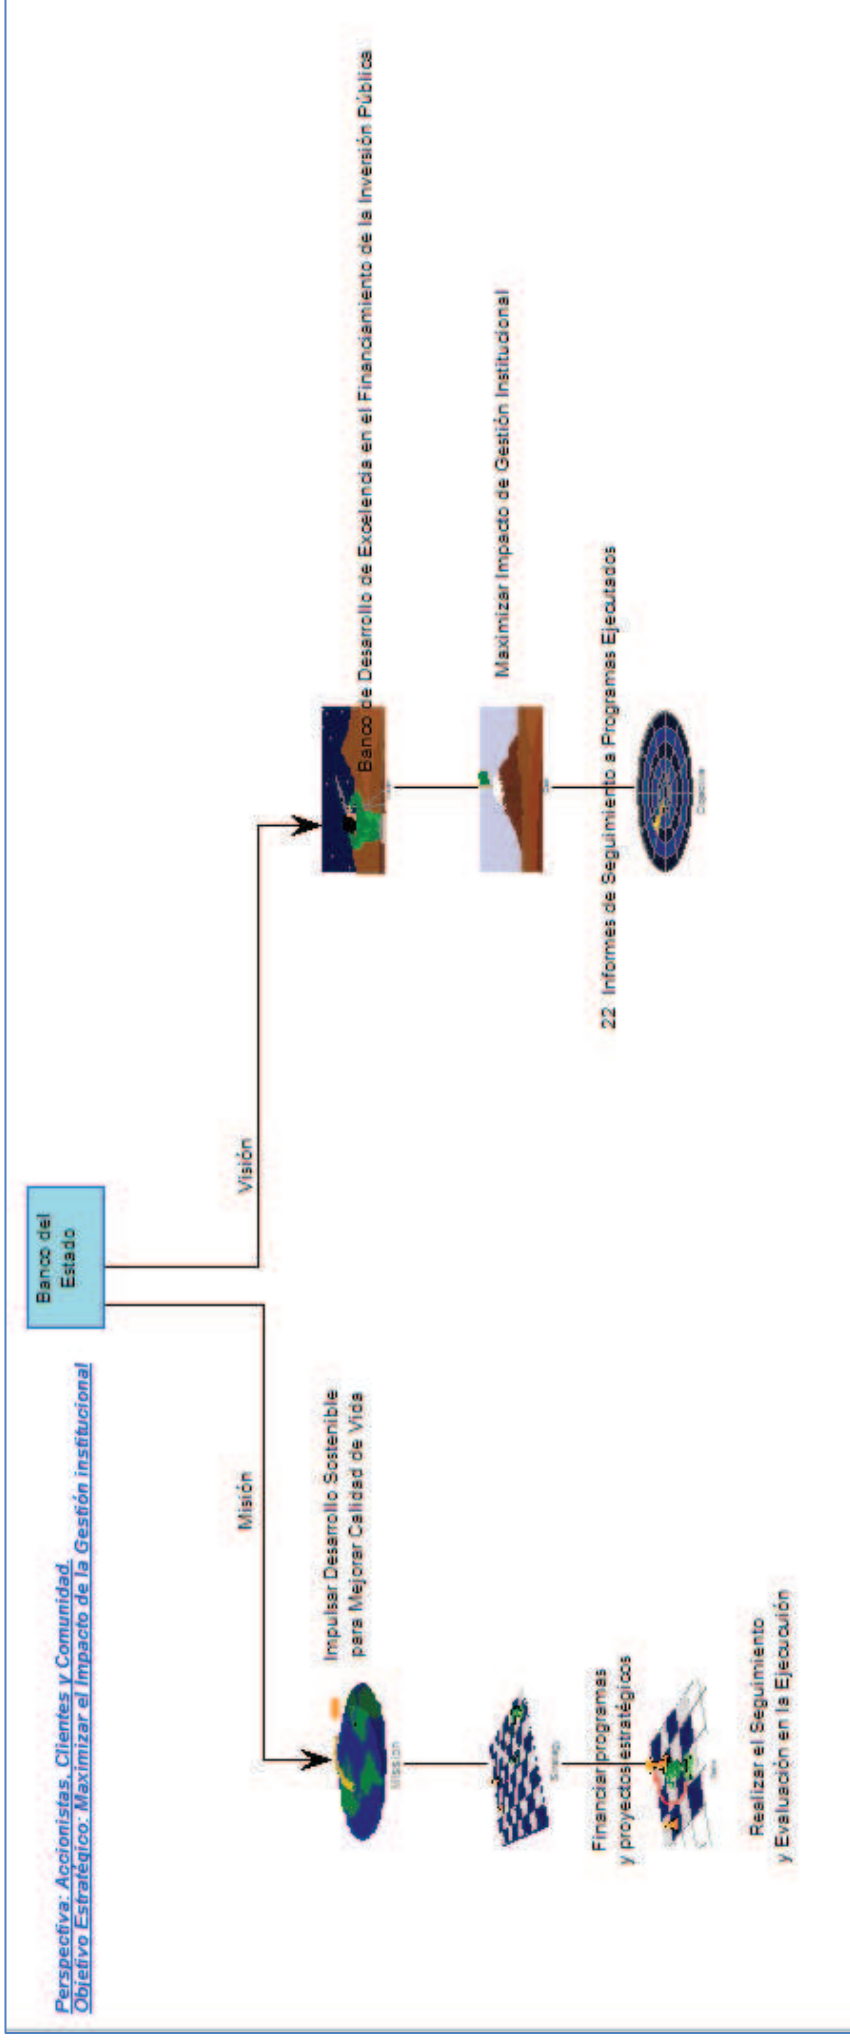 Perspectiva: Accionistas, Clientes y Comunidad.
Objetivo Estratégico: Maximizar el Impacto de la Gestión institucional
Banco del
Estado
Misión
Visión
Impulsar Desarrollo Sostenible
para Mejorar Calidad de Vida
Mission
Financiar programas
y proyectos estratégicos
Realizar el Seguimiento
y Evaluación en la Ejecución
Banco de Desarrollo de Excelencia en el Financiamiento de la Inversión Pública
Maximizar Impacto de Gestión Institucional
22 Informes de Seguimiento a Programas Ejecutados
Objective